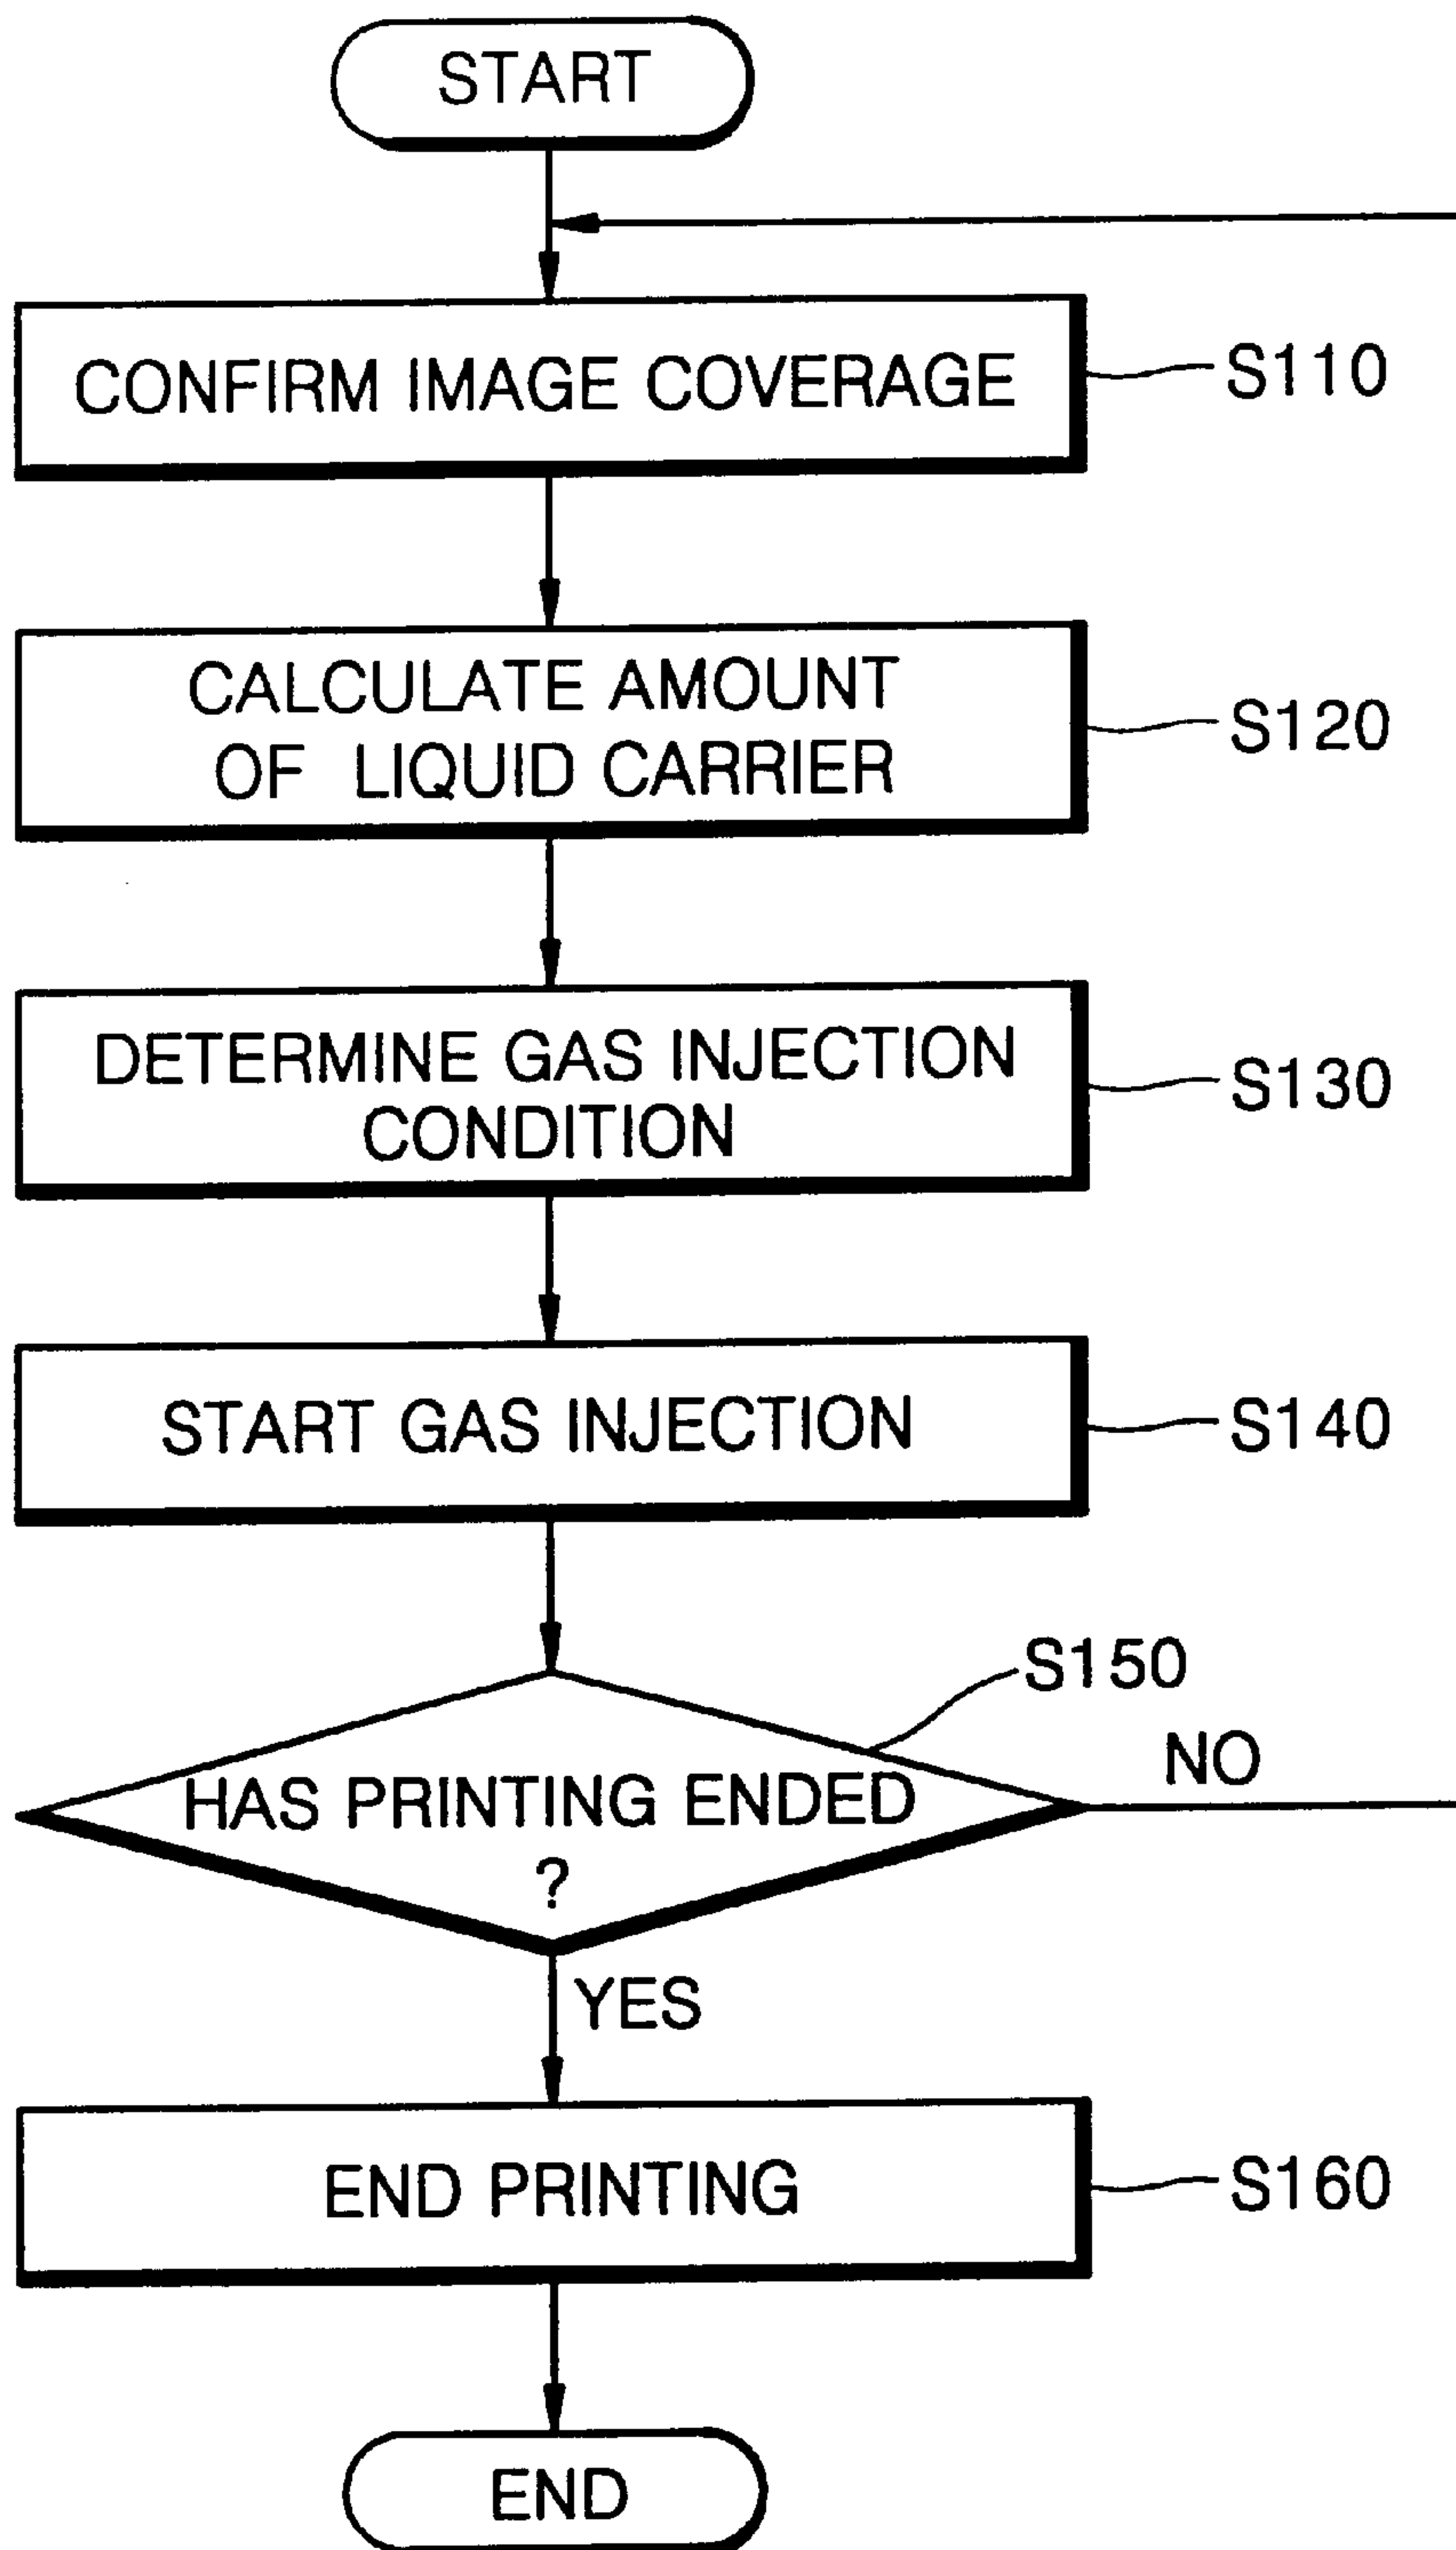 START
CONFIRM IMAGE COVERAGE
S110
CALCULATE AMOUNT
OF LIQUID CARRIER
S120
DETERMINE GAS INJECTION
CONDITION
S130
START GAS INJECTION
S140
S150
HAS PRINTING ENDED
?
NO
YES
END PRINTING
S160
END